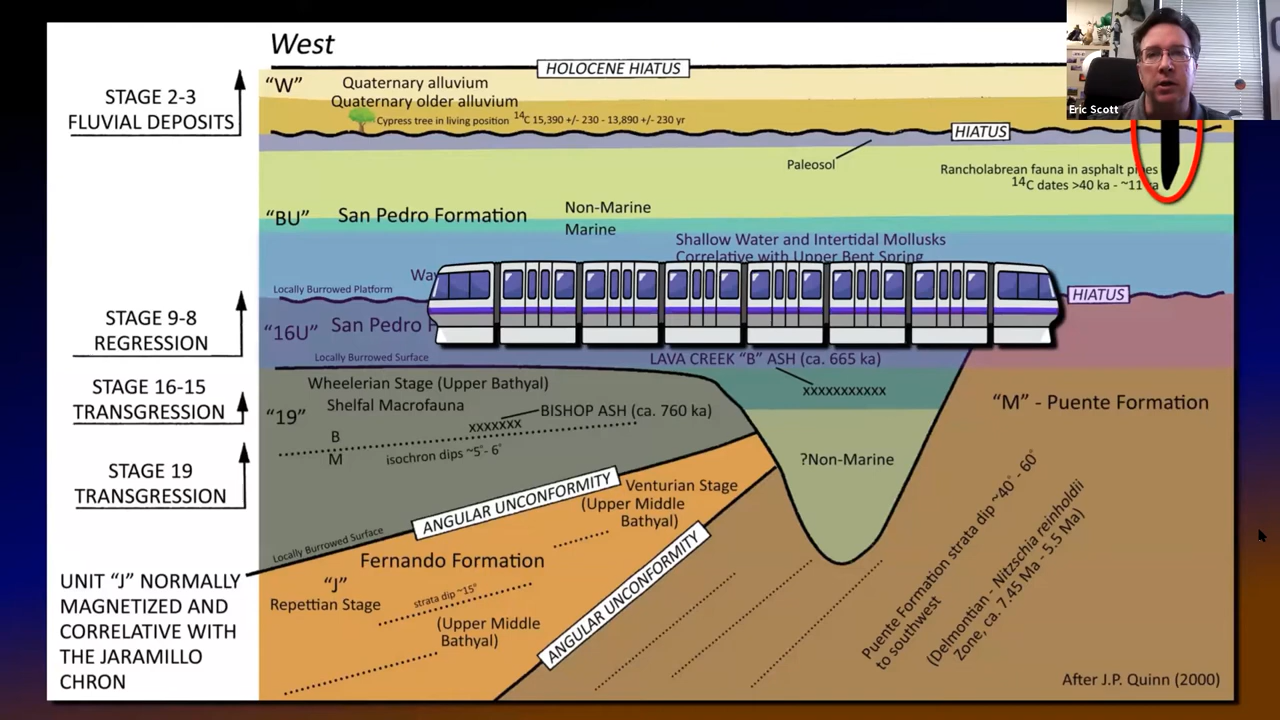 West
HOLOCENE HIATUS
"W"
Quaternary alluvium
Quaternary older alluvium
Cypress tree in living position 14C 15,390 +/- 230 - 13,890 +/- 230 yr
STAGE 2-3
FLUVIAL DEPOSITS
Eric Scott
HIATUS
Paleosol
Rancholabrean fauna in asphalt pipes
14C dates >40 ka - ~11 ka
"BU"
San Pedro Formation
Non-Marine
Marine
Shallow Water and Intertidal Mollusks
Correlative with Upper Bent Spring
Locally Burrowed Platform
HIATUS
STAGE 9-8
REGRESSION
"16U"
San Pedro
Locally Burrowed Surface
LAVA CREEK "B" ASH (ca. 665 ka)
xxxxxxxxxxx
STAGE 16-15
TRANSGRESSION
Wheelerian Stage (Upper Bathyal)
Shelfal Macrofauna
"19"
BISHOP ASH (ca. 760 ka)
xxxxxxx
B
M
isochron dips ~5° - 6°
"M" - Puente Formation
STAGE 19
TRANSGRESSION
?Non-Marine
ANGULAR UNCONFORMITY
Venturian Stage
(Upper Middle
Bathyal)
Locally Burrowed Surface
Fernando Formation
"J"
Repettian Stage
strata dip ~15°
(Upper Middle
Bathyal)
ANGULAR UNCONFORMITY
Puente Formation strata dip ~40° - 60°
to southwest
(Delmontian - Nitzschia reinholdii
Zone, ca. 7.45 Ma - 5.5 Ma)
UNIT "J" NORMALLY
MAGNETIZED AND
CORRELATIVE WITH
THE JARAMILLO
CHRON
After J.P. Quinn (2000)